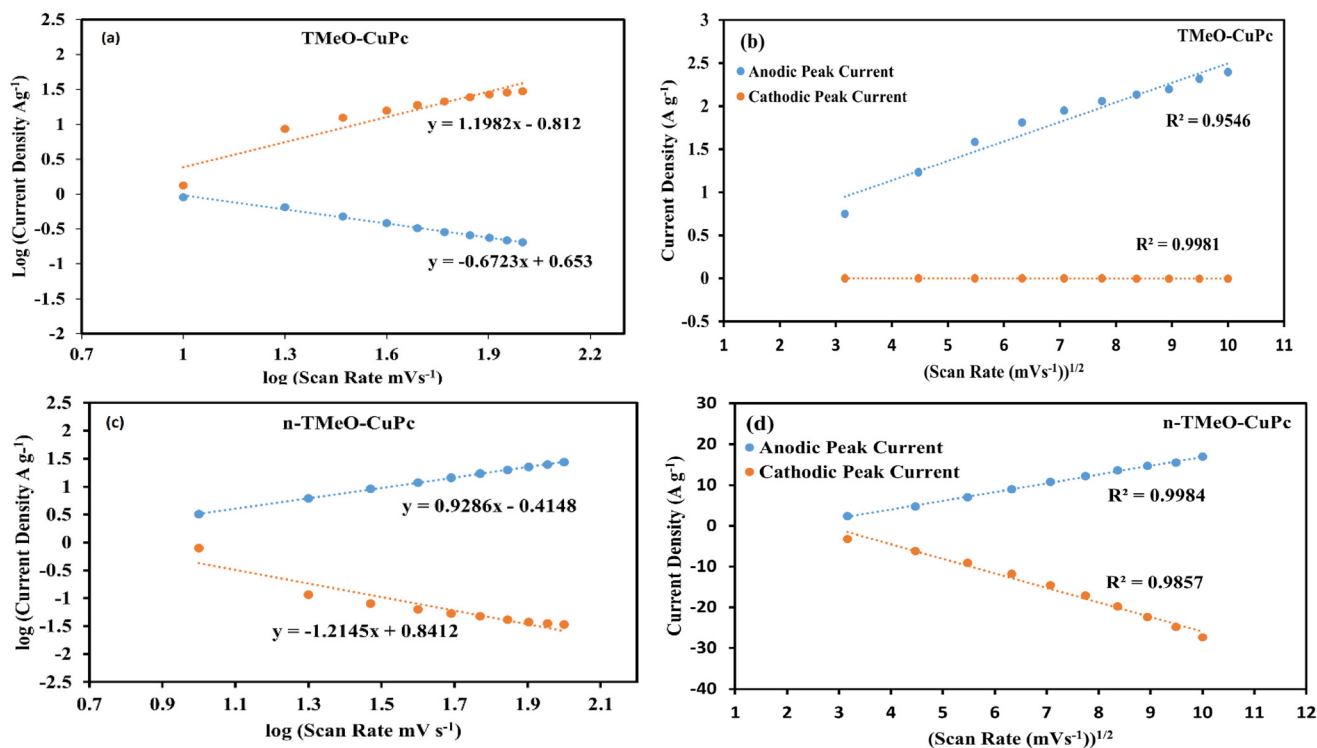 (a)
TMeO-CuPc
Log (Current Density Ag⁻¹)
2.5
2
1.5
1
0.5
0
-0.5
-1
-1.5
-2
y = 1.1982x - 0.812
y = -0.6723x + 0.653
0.7 1 1.3 1.6 1.9 2.2
log (Scan Rate mVs⁻¹)
(b)
TMeO-CuPc
Anodic Peak Current
Cathodic Peak Current
Current Density (A g⁻¹)
3
2.5
2
1.5
1
0.5
0
-0.5
R² = 0.9546
R² = 0.9981
1 2 3 4 5 6 7 8 9 10 11
(Scan Rate (mVs⁻¹))¹/²
(c)
n-TMeO-CuPc
log (Current Density A g-¹)
2.5
2
1.5
1
0.5
0
-0.5
-1
-1.5
-2
-2.5
y = 0.9286x - 0.4148
y = -1.2145x + 0.8412
0.7 0.9 1.1 1.3 1.5 1.7 1.9 2.1
log (Scan Rate mV s⁻¹)
(d)
n-TMeO-CuPc
Anodic Peak Current
Cathodic Peak Current
Current Density (A g⁻¹)
30
20
10
0
-10
-20
-30
-40
R² = 0.9984
R² = 0.9857
1 2 3 4 5 6 7 8 9 10 11 12
(Scan Rate (mVs⁻¹))¹/²